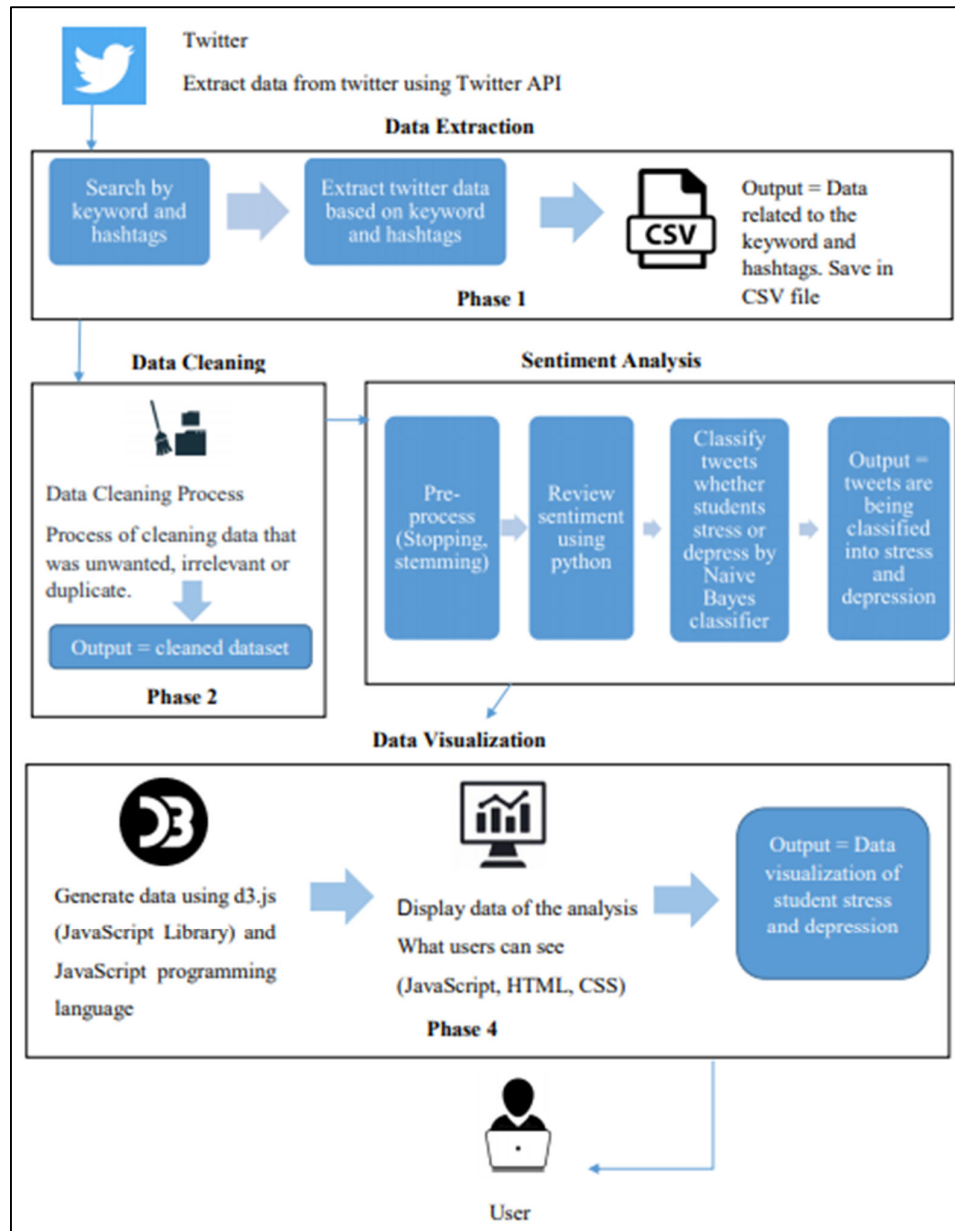 Twitter
Extract data from twitter using Twitter API
Data Extraction
Search by
keyword and
hashtags
Extract twitter data
based on keyword
and hashtags
CSV
Output = Data
related to the
keyword and
hashtags. Save in
CSV file
Phase 1
Data Cleaning
Data Cleaning Process
Process of cleaning data that
was unwanted, irrelevant or
duplicate.
Output = cleaned dataset
Phase 2
Sentiment Analysis
Pre-
process
(Stopping,
stemming)
Review
sentiment
using
python
Classify
tweets
whether
students
stress or
depress by
Naive
Bayes
classifier
Output =
tweets are
being
classified
into stress
and
depression
Data Visualization
D3
Generate data using d3.js
(JavaScript Library) and
JavaScript programming
language
Display data of the analysis
What users can see
(JavaScript, HTML, CSS)
Output = Data
visualization of
student stress
and depression
Phase 4
User